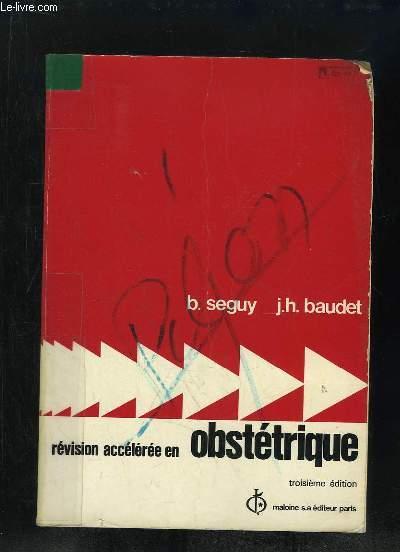 le-livre.com
b. seguy j.h. baudet
révision accélérée en obstétrique
troisième édition
maloine s.a éditeur paris